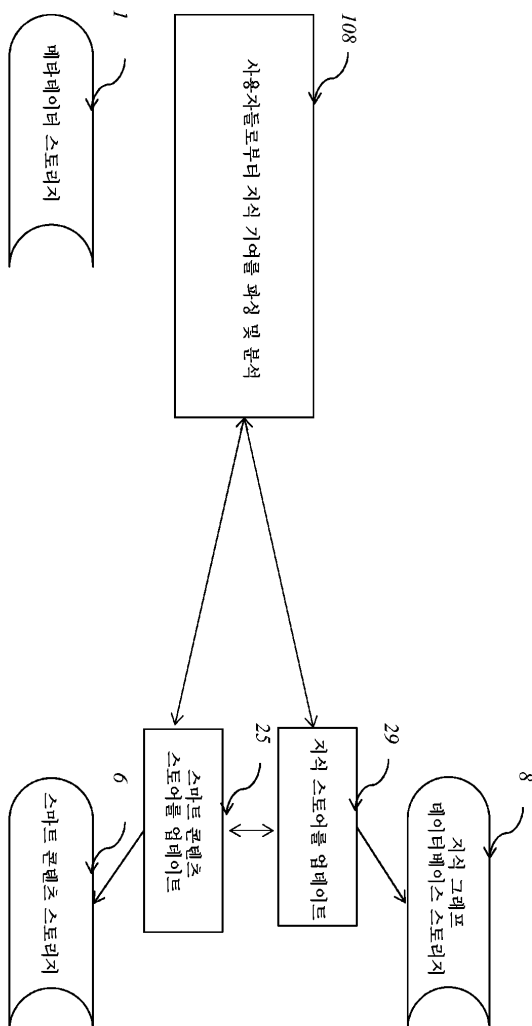 8
지식 그래프
데이터베이스 스토리지
108
사용자들로부터 지식 기여를 파싱 및 분석
29
지식 스토어를 업데이트
25
스마트 콘텐츠
스토어를 업데이트
1
메타데이터 스토리지
6
스마트 콘텐츠 스토리지